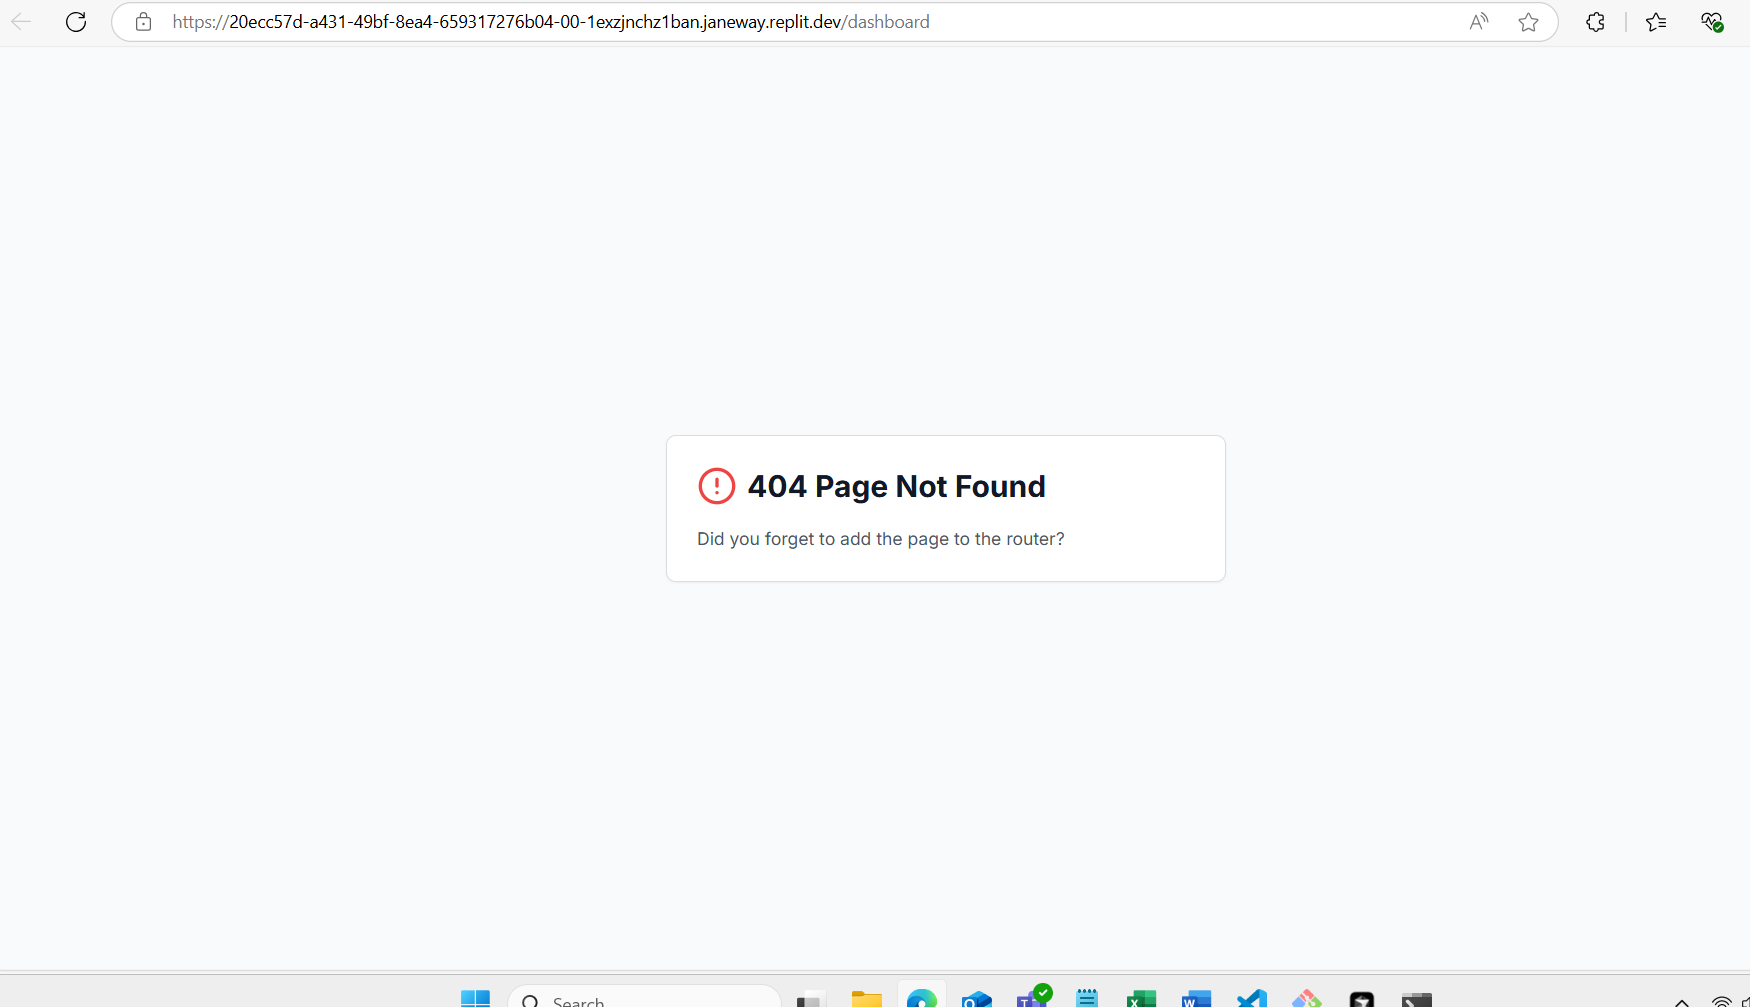 https://20ecc57d-a431-49bf-8ea4-659317276b04-00-1exzjnchz1ban.janeway.replit.dev/dashboard
404 Page Not Found
Did you forget to add the page to the router?
Search